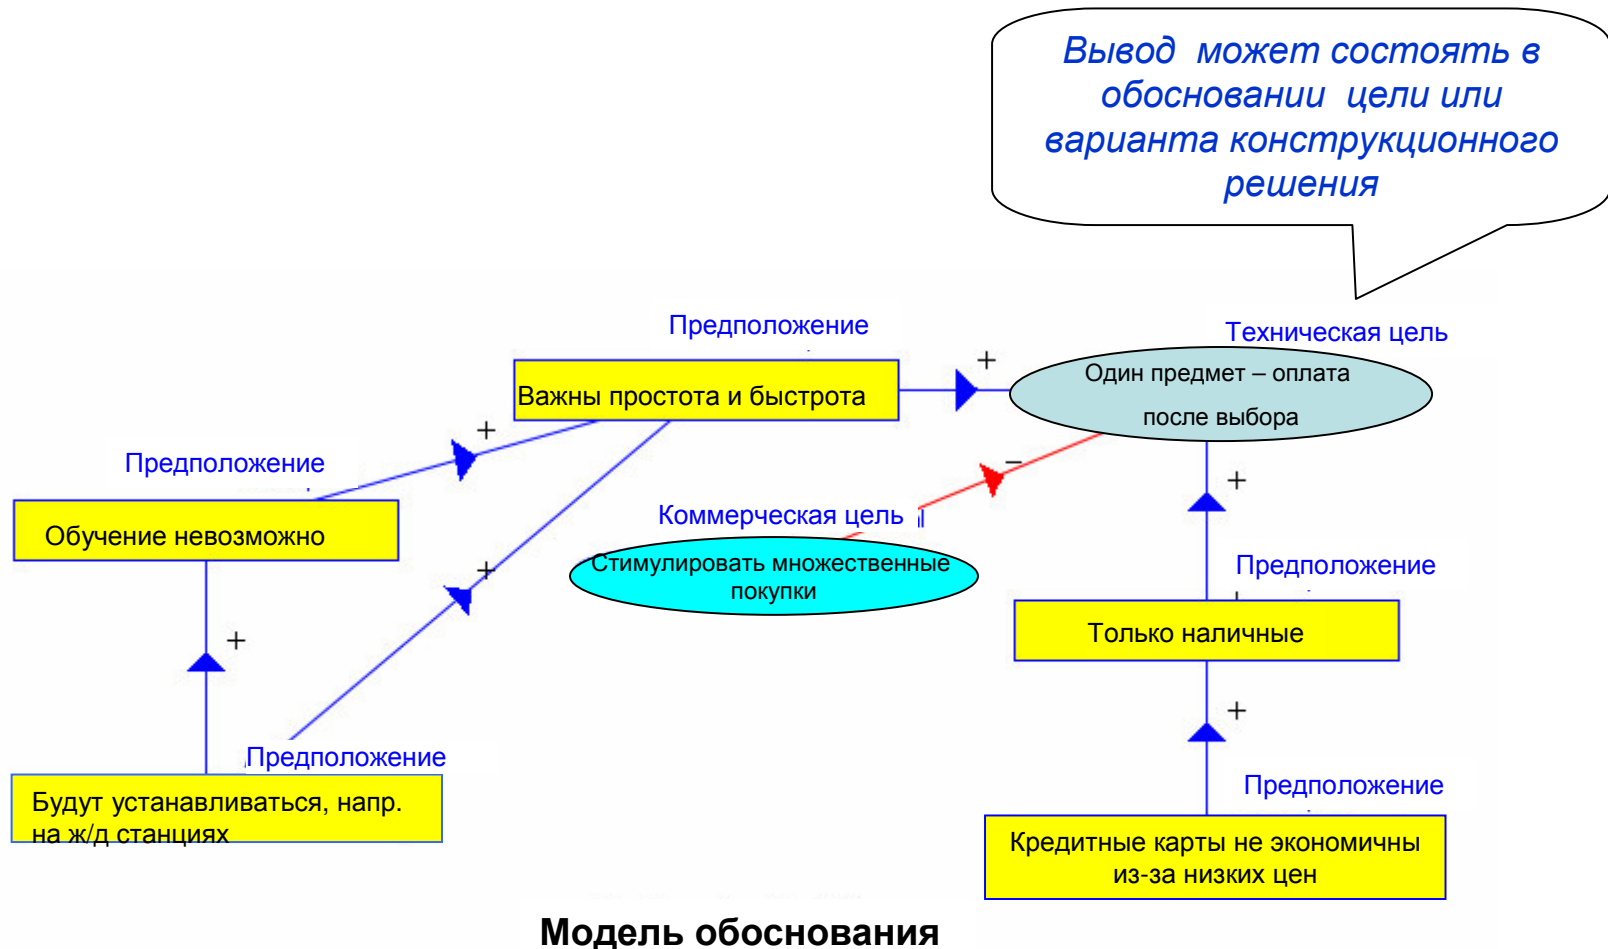 Вывод может состоять в
обосновании цели или
варианта конструкционного
решения
Предположение
Техническая цель
+
Важны простота и быстрота
Один предмет – оплата
после выбора
+
Предположение
–
+
Обучение невозможно
Коммерческая цель
Стимулировать множественные
покупки
+
Предположение
Только наличные
+
+
Предположение
Будут устанавливаться, напр.
на ж/д станциях
Предположение
Кредитные карты не экономичны
из-за низких цен
Модель обоснования